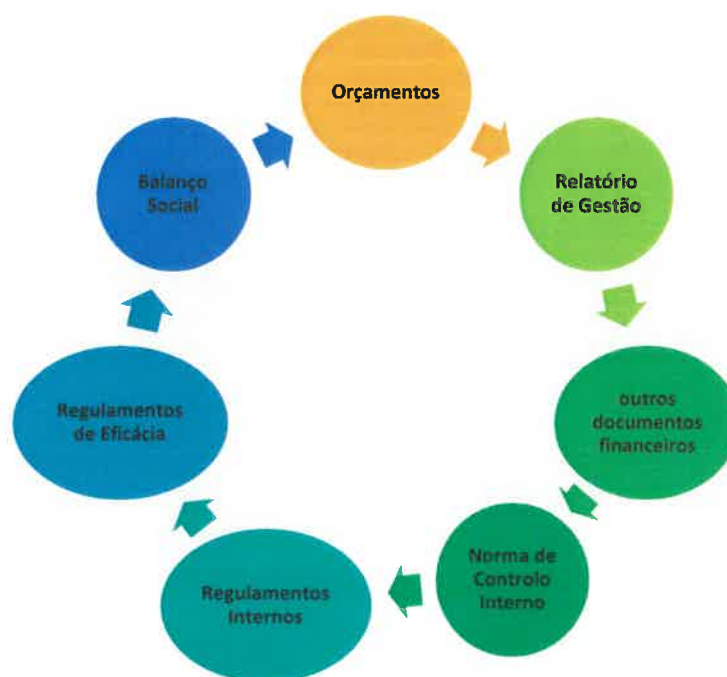 Orçamentos
Relatório
de Gestão
outros
documentos
financeiros
Norma de
Controlo
Interno
Regulamentos
Internos
Regulamentos
de Eficácia
Balanço
Social